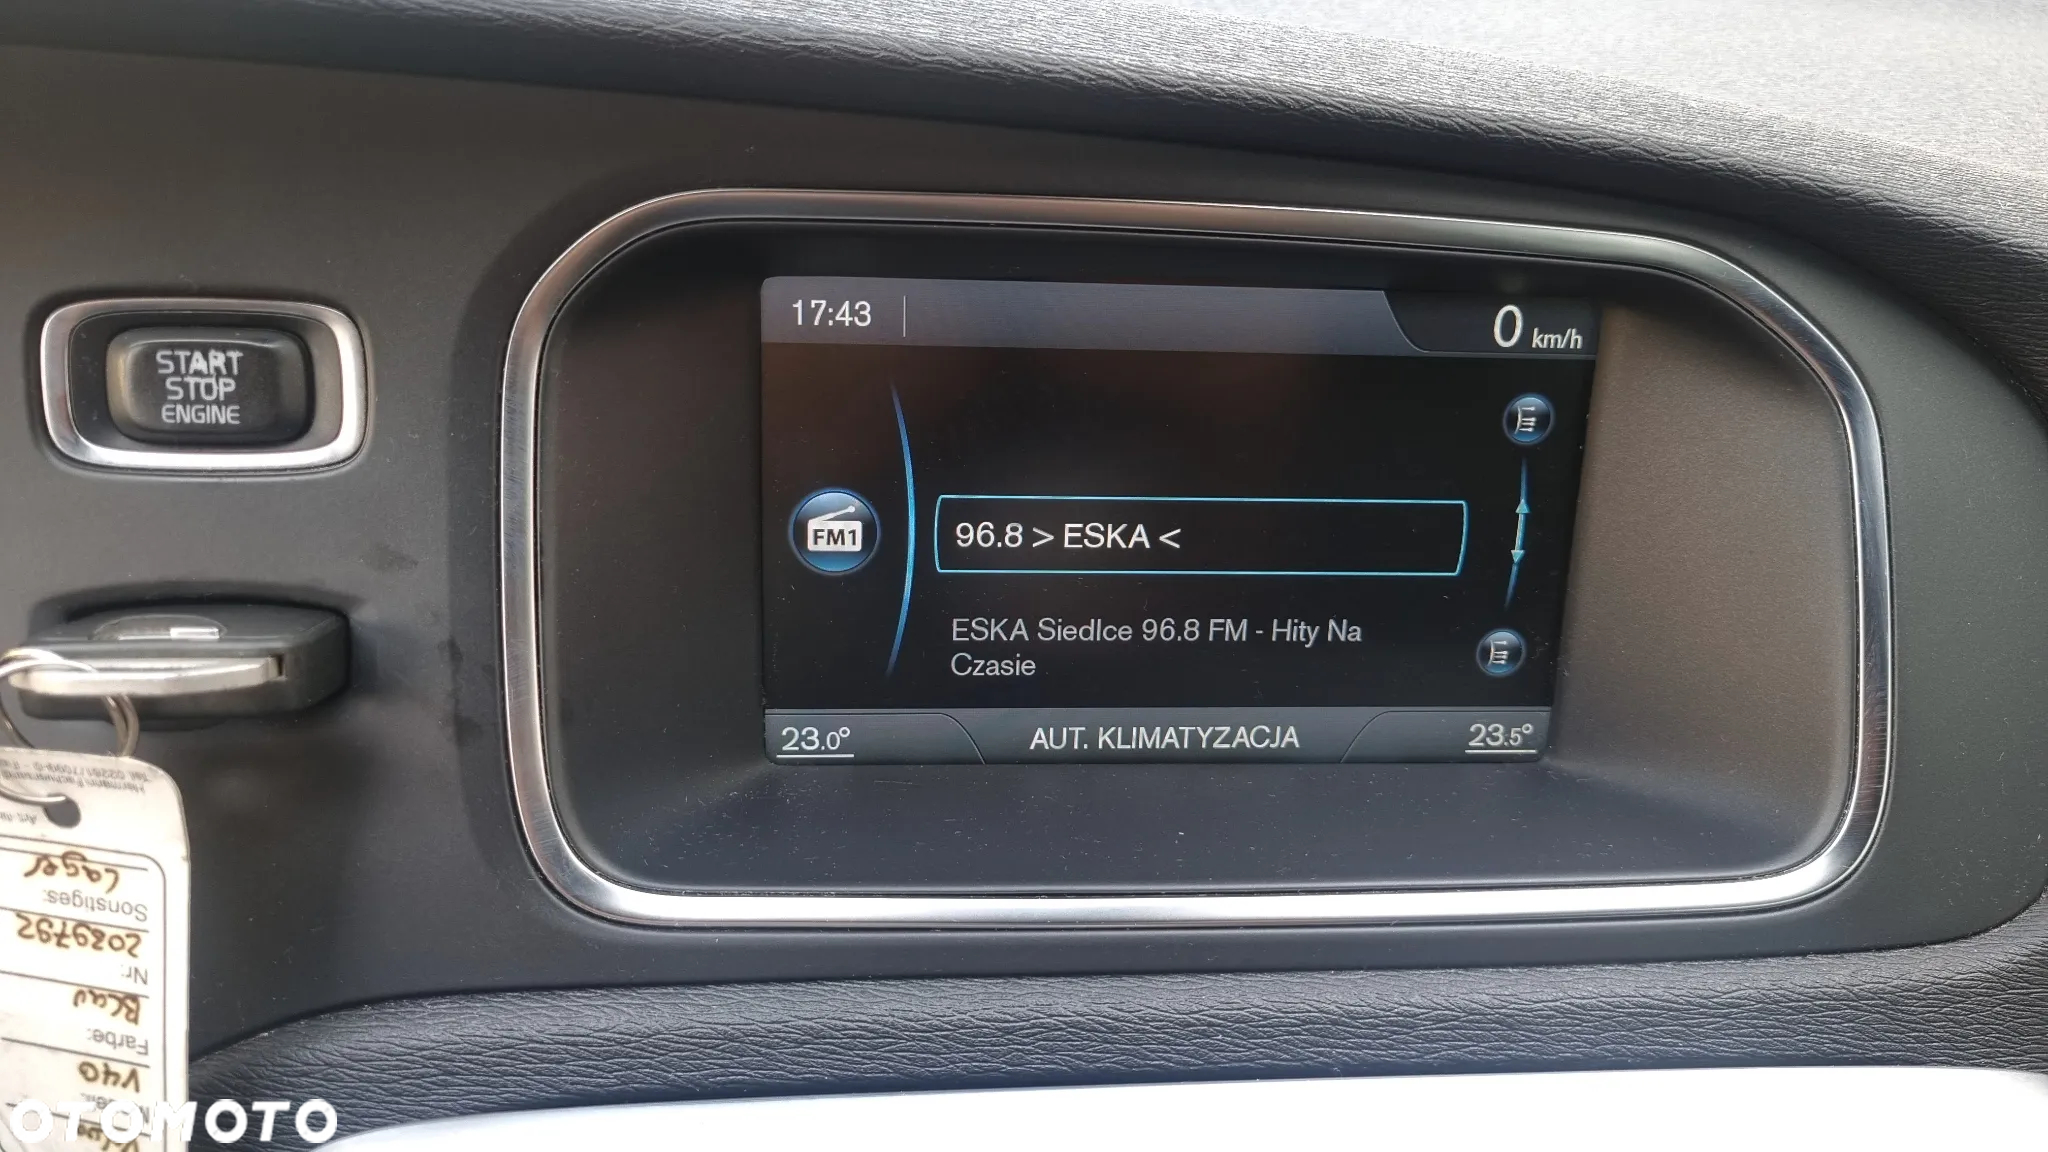 17:43
0 km/h
START
STOP
ENGINE
FM1
96.8 > ESKA <
ESKA Siedlce 96.8 FM - Hity Na
Czasie
23.0°
AUT. KLIMATYZACJA
23.5°
V40
Farbe:
Blau
Nr.:
2089792
Sonstiges:
Lager
OTOMOTO